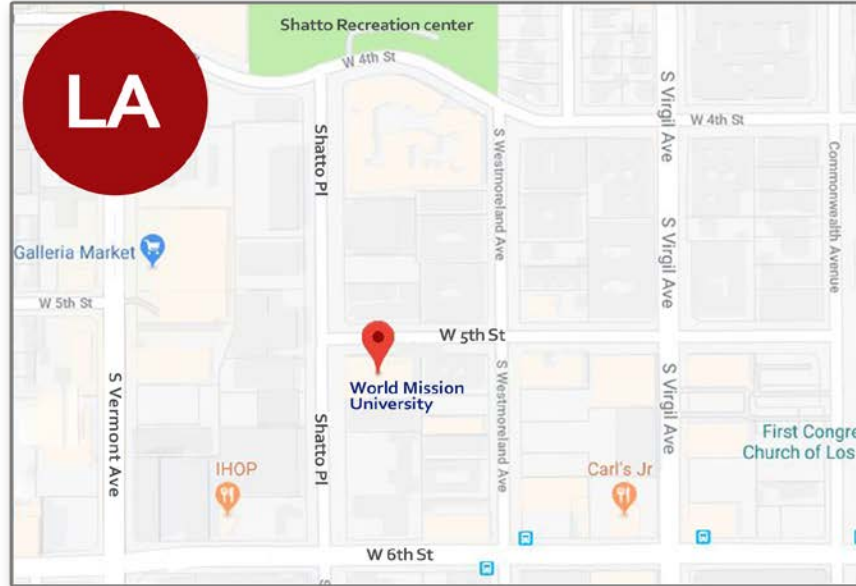 Shatto Recreation center
LA
W 4th St
S Virgil Ave
W 4th St
Shatto Pl
S Westmoreland Ave
Commonwealth Avenue
Galleria Market
S Virgil Ave
W 5th St
W 5th St
World Mission
University
S Vermont Ave
Shatto Pl
S Westmoreland Ave
S Virgil Ave
First Congre
Church of Los
IHOP
Carl's Jr
W 6th St